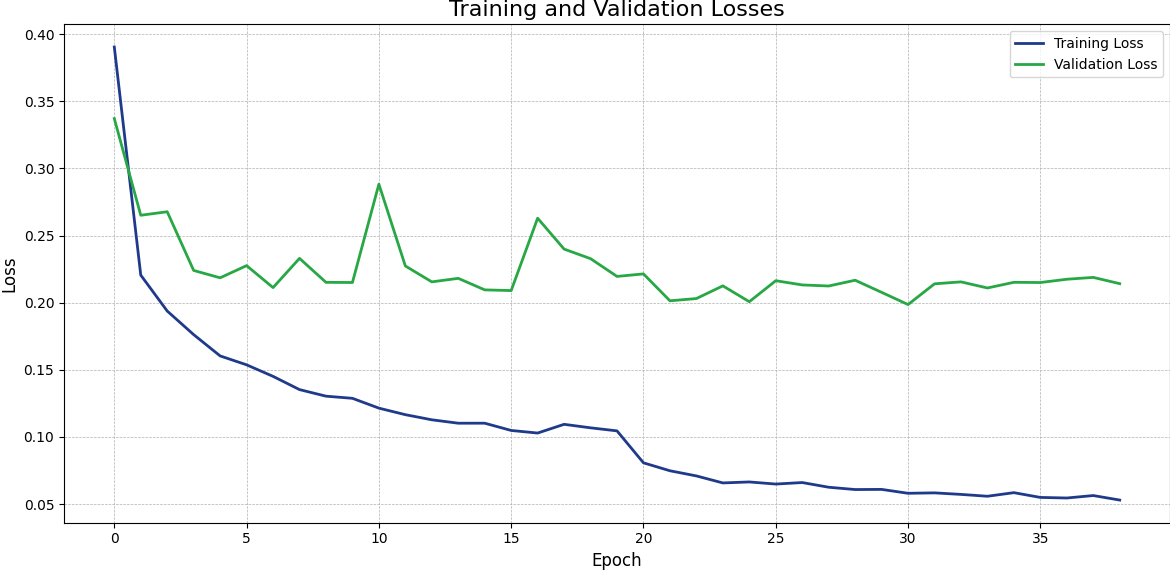 Training and Validation Losses
Training Loss
Validation Loss
Loss
0.40
0.35
0.30
0.25
0.20
0.15
0.10
0.05
0 5 10 15 20 25 30 35
Epoch